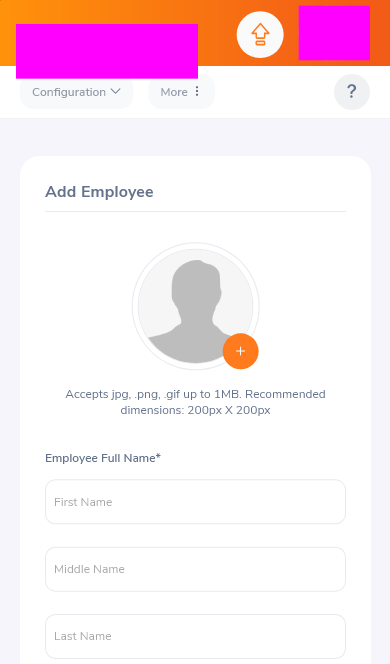 Configuration More
?
Add Employee
+
Accepts jpg, .png, .gif up to 1MB. Recommended
dimensions: 200px X 200px
Employee Full Name*
First Name
Middle Name
Last Name